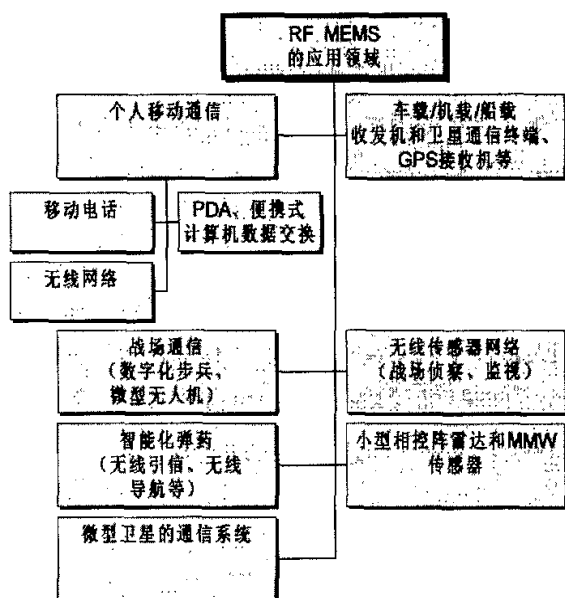 RF MEMS
的应用领域
个人移动通信
车载/机载/船载
收发机和卫星通信终端、
GPS接收机等
移动电话
PDA、便携式
计算机数据交换
无线网络
战场通信
（数字化步兵、
微型无人机）
无线传感器网络
（战场侦察、监视）
智能化弹药
（无线引信、无线
导航等）
小型相控阵雷达和MMW
传感器
微型卫星的通信系统